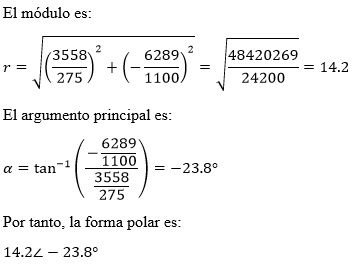 El módulo es:
r = √((3558/275)² + (−6289/1100)²) = √(48420269/24200) = 14.2
El argumento principal es:
α = tan⁻¹((−6289/1100)/(3558/275)) = −23.8°
Por tanto, la forma polar es:
14.2∠ − 23.8°